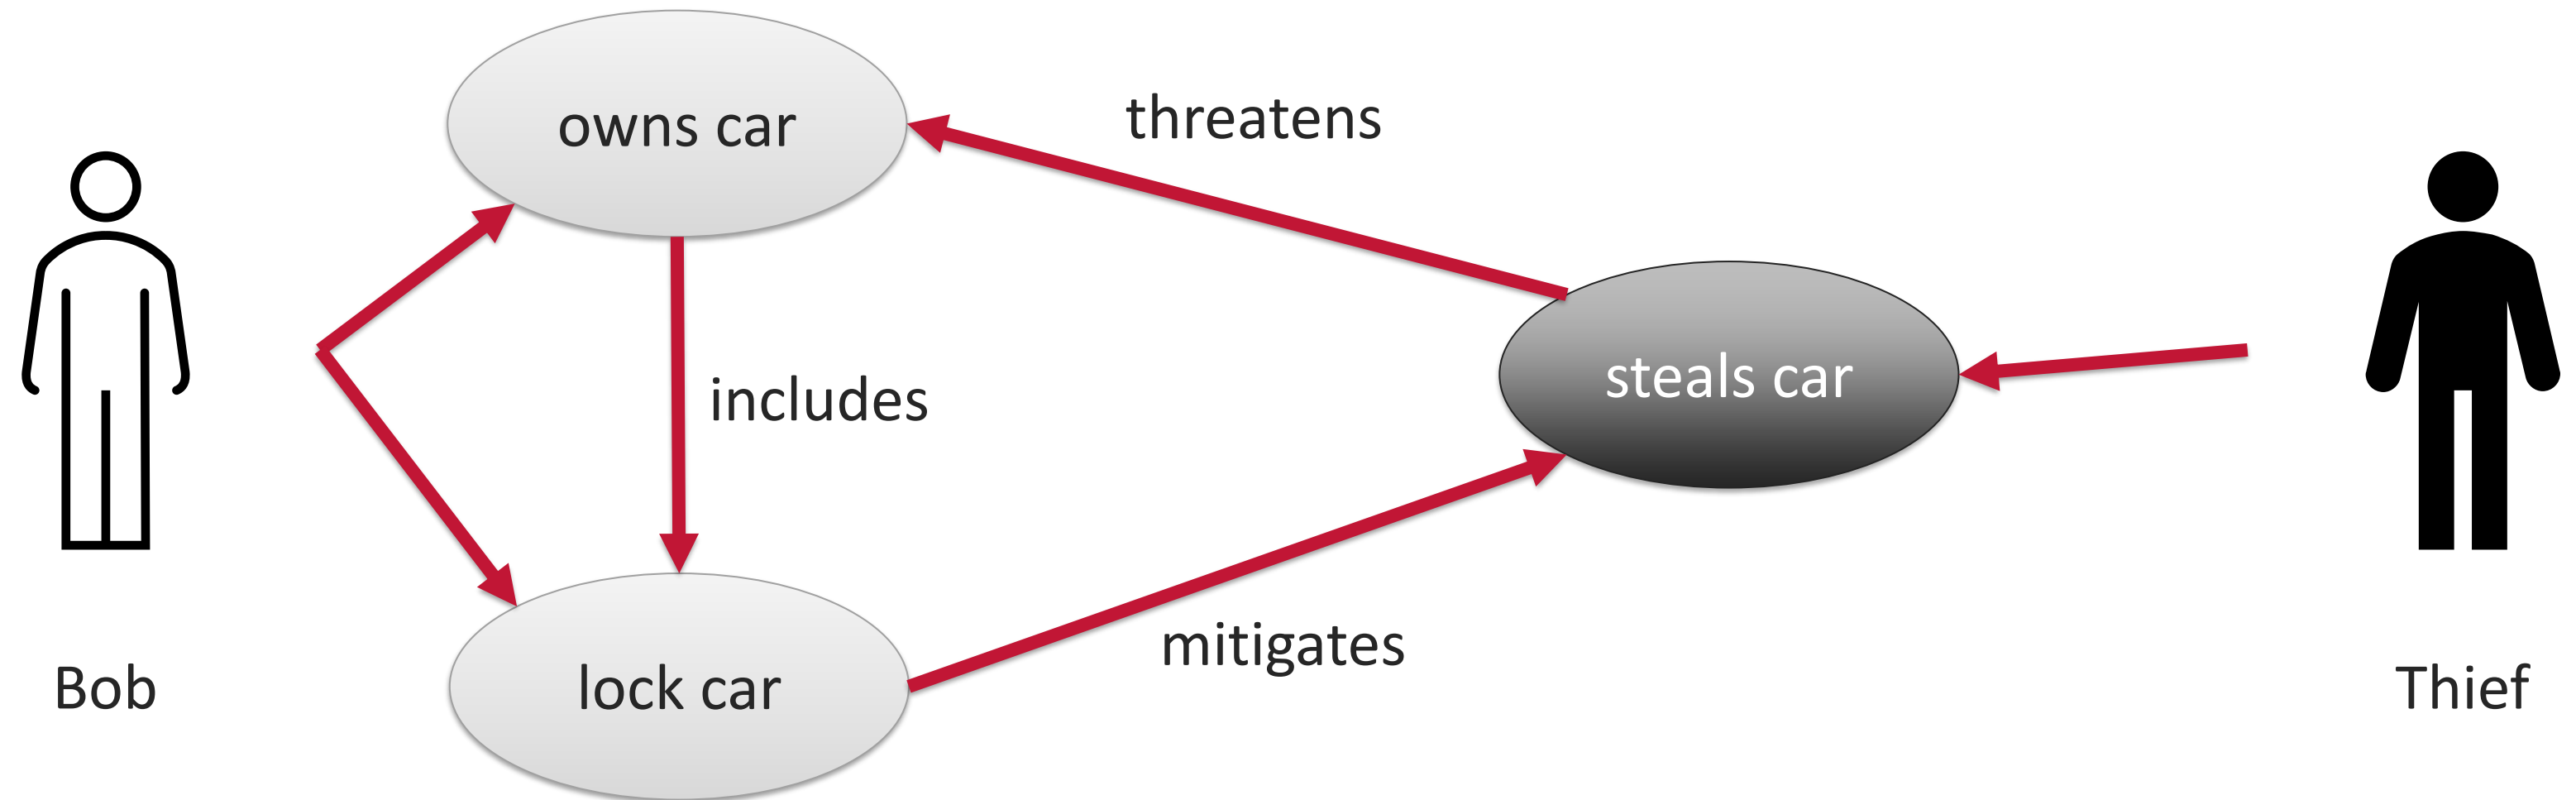 owns car
threatens
steals car
includes
mitigates
lock car
Bob
Thief